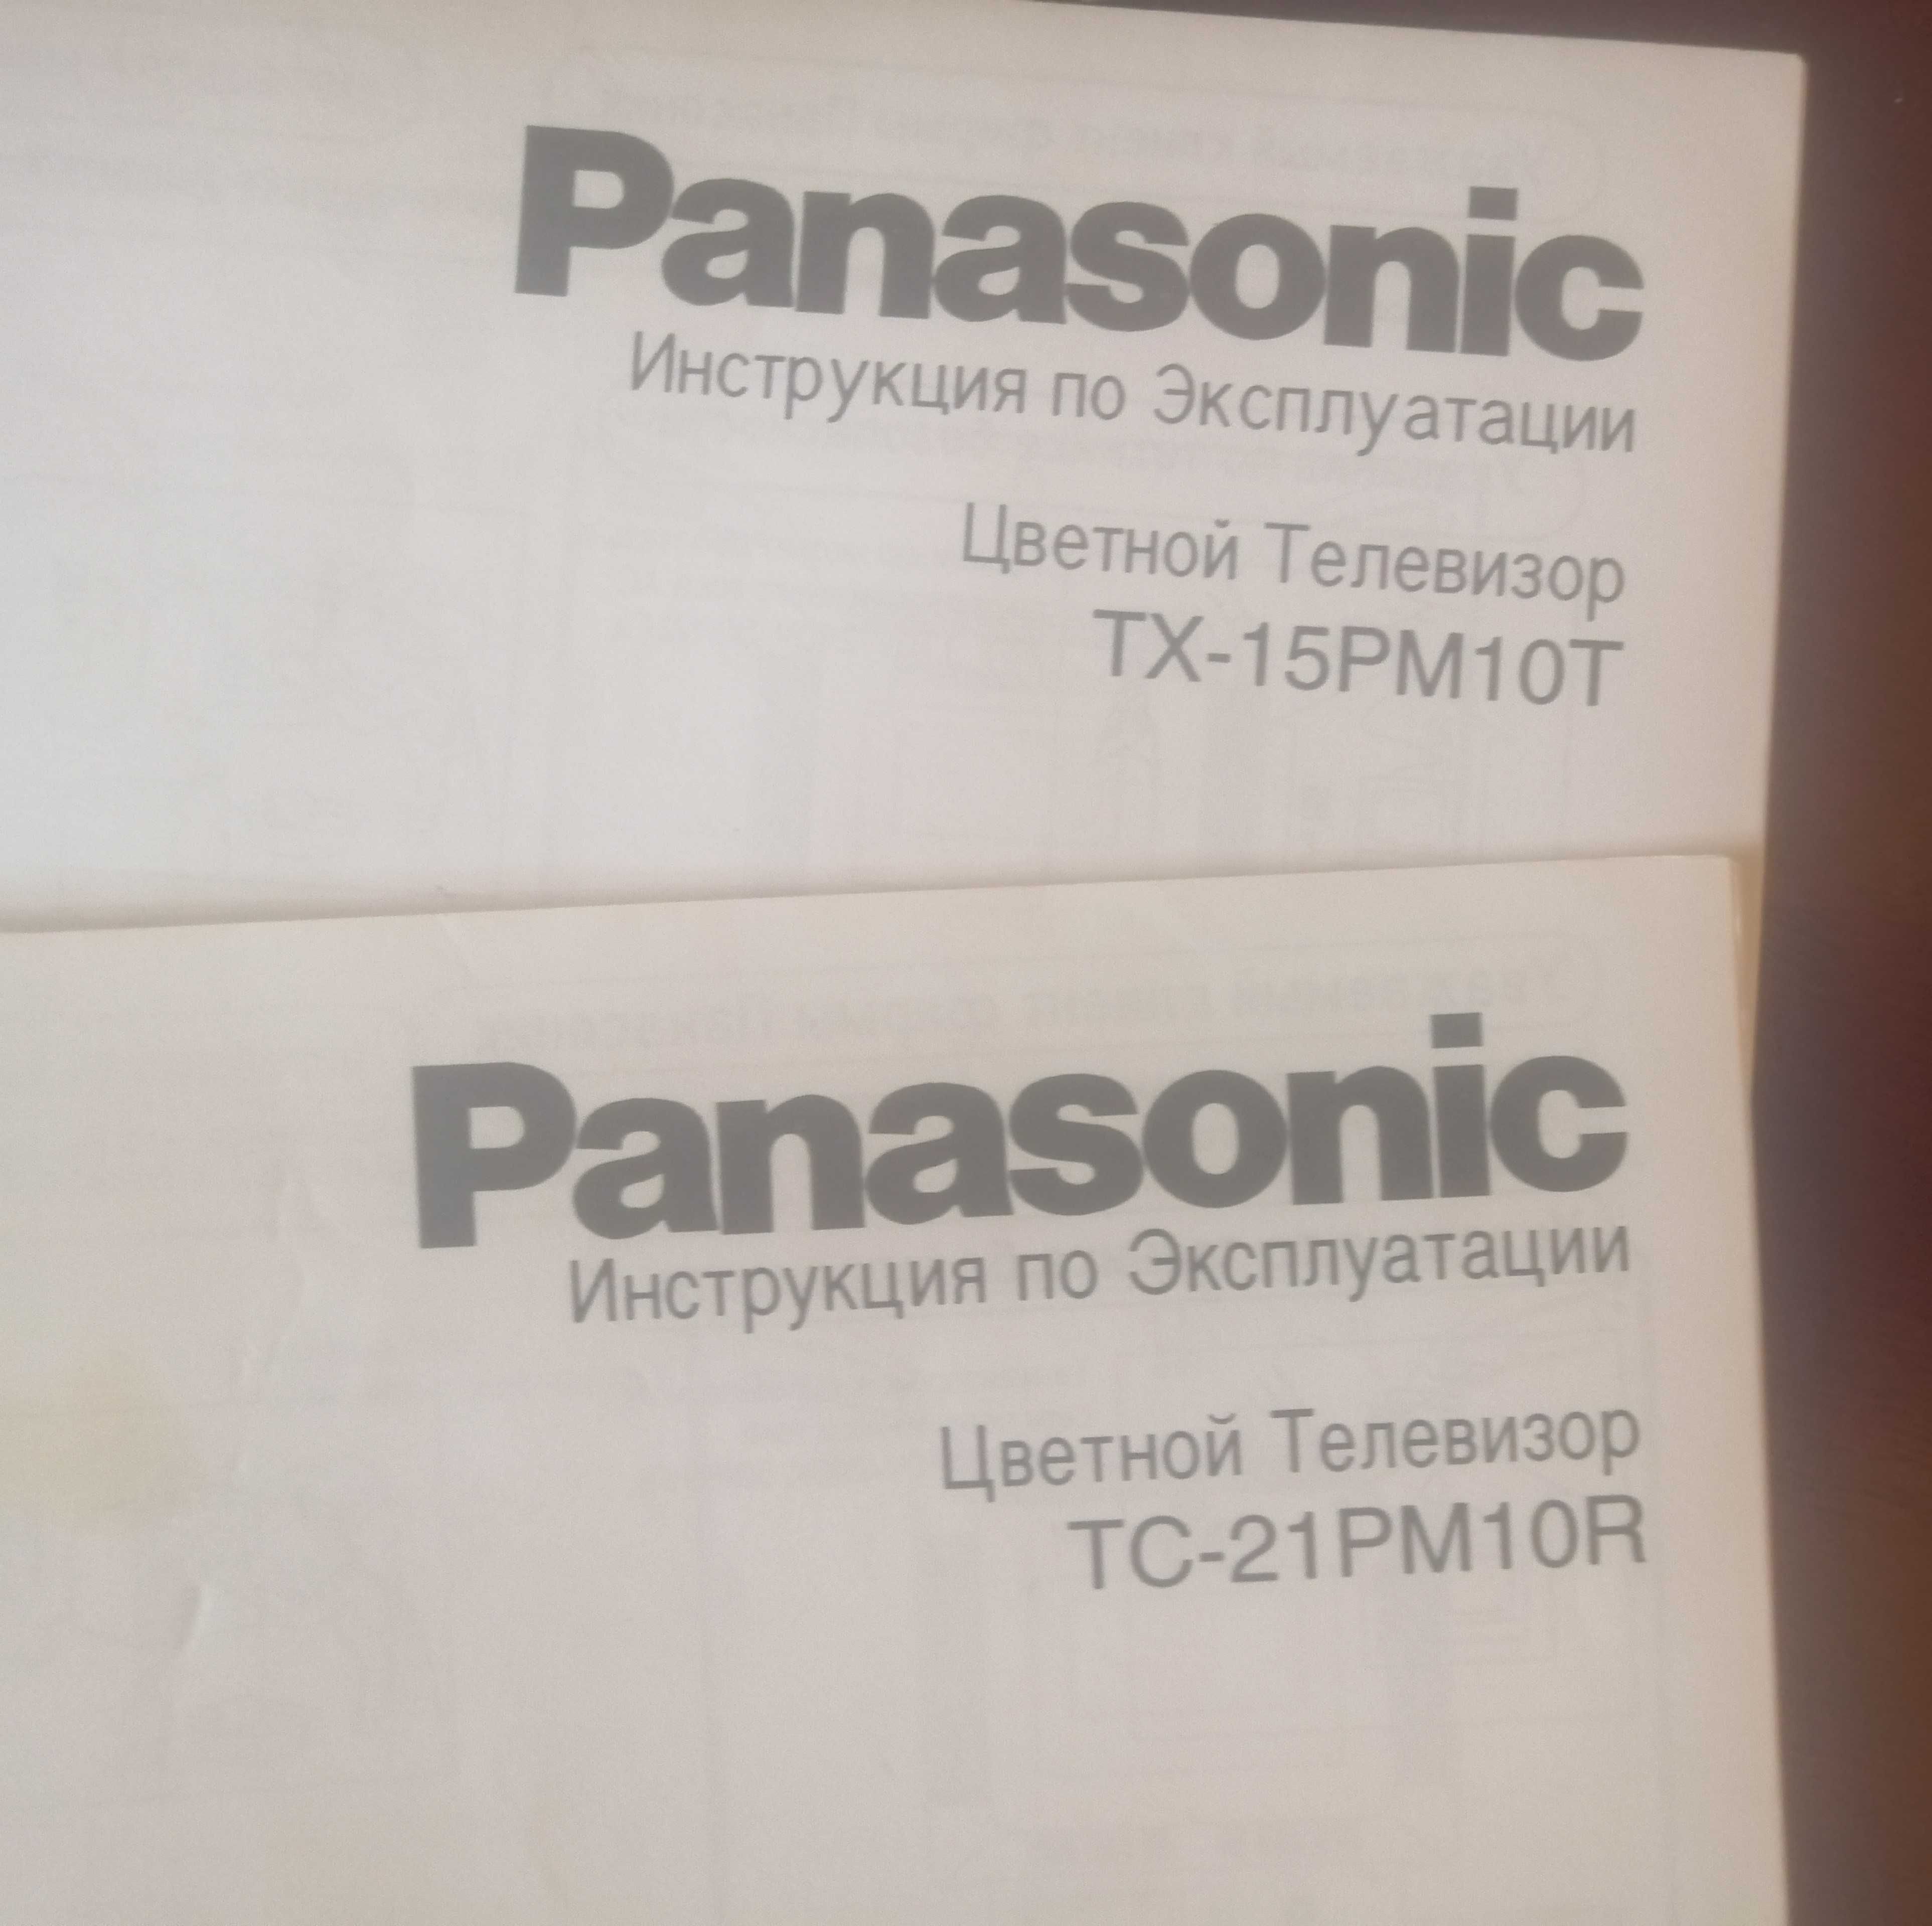 Panasonic
Инструкция по Эксплуатации
Цветной Телевизор
TX-15PM10T
Panasonic
Инструкция по Эксплуатации
Цветной Телевизор
TC-21PM10R